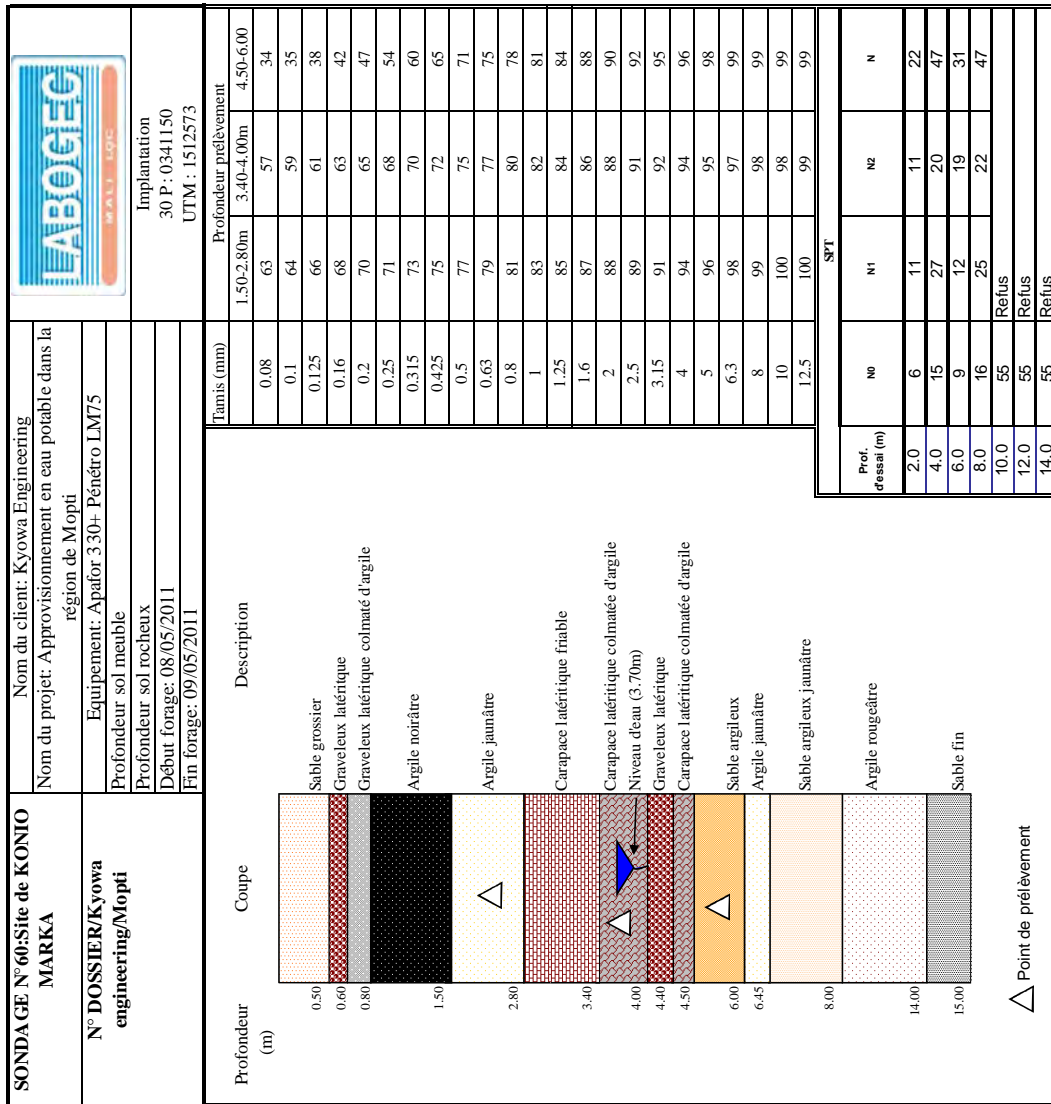 SONDAGE N°60:Site de KONIO
MARKA
N° DOSSIER/Kyowa
engineering/Mopti
Nom du client: Kyowa Engineering
Nom du projet: Approvisionnement en eau potable dans la
région de Mopti
Equipement: Apafor 330+ Pénétro LM75
Profondeur sol meuble
Profondeur sol rocheux
Début forage: 08/05/2011
Fin forage: 09/05/2011
LABOGEC
MALI LQC
Implantation
30 P : 0341150
UTM : 1512573
Profondeur
(m)
Coupe
Description
0.50 Sable grossier
0.60 Graveleux latéritique
0.80 Graveleux latéritique colmaté d'argile
1.50 Argile noirâtre
2.80 Argile jaunâtre
3.40 Carapace latéritique friable
4.00 Carapace latéritique colmatée d'argile
Niveau d'eau (3.70m)
4.40 Graveleux latéritqque
4.50 Carapace latéritique colmatée d'argile
6.00 Sable argileux
6.45 Argile jaunâtre
8.00 Sable argileux jaunâtre
14.00 Argile rougeâtre
15.00 Sable fin
Point de prélèvement
Tamis (mm) Profondeur prélèvement
1.50-2.80m 3.40-4.00m 4.50-6.00
0.08 63 57 34
0.1 64 59 35
0.125 66 61 38
0.16 68 63 42
0.2 70 65 47
0.25 71 68 54
0.315 73 70 60
0.425 75 72 65
0.5 77 75 71
0.63 79 77 75
0.8 81 80 78
1 83 82 81
1.25 85 84 84
1.6 87 86 88
2 88 88 90
2.5 89 91 92
3.15 91 92 95
4 94 94 96
5 96 95 98
6.3 98 97 99
8 99 98 99
10 100 98 99
12.5 100 99 99
SPT
Prof.
d'essai (m) N0 N1 N2 N
2.0 6 11 11 22
4.0 15 27 20 47
6.0 9 12 19 31
8.0 16 25 22 47
10.0 55 Refus
12.0 55 Refus
14.0 55 Refus